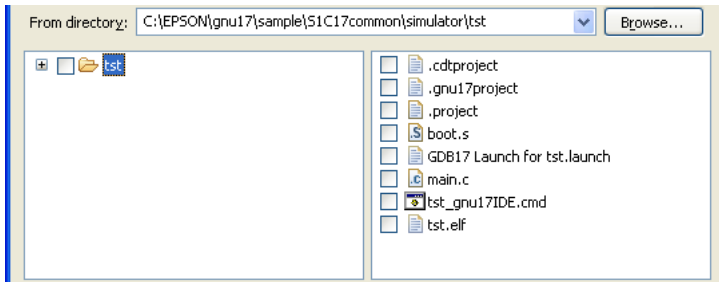 From directory: C:\EPSON\gnu17\sample\S1C17common\simulator\tst Browse...
tst
.cdtproject
.gnu17project
.project
boot.s
GDB17 Launch for tst.launch
main.c
tst_gnu17IDE.cmd
tst.elf